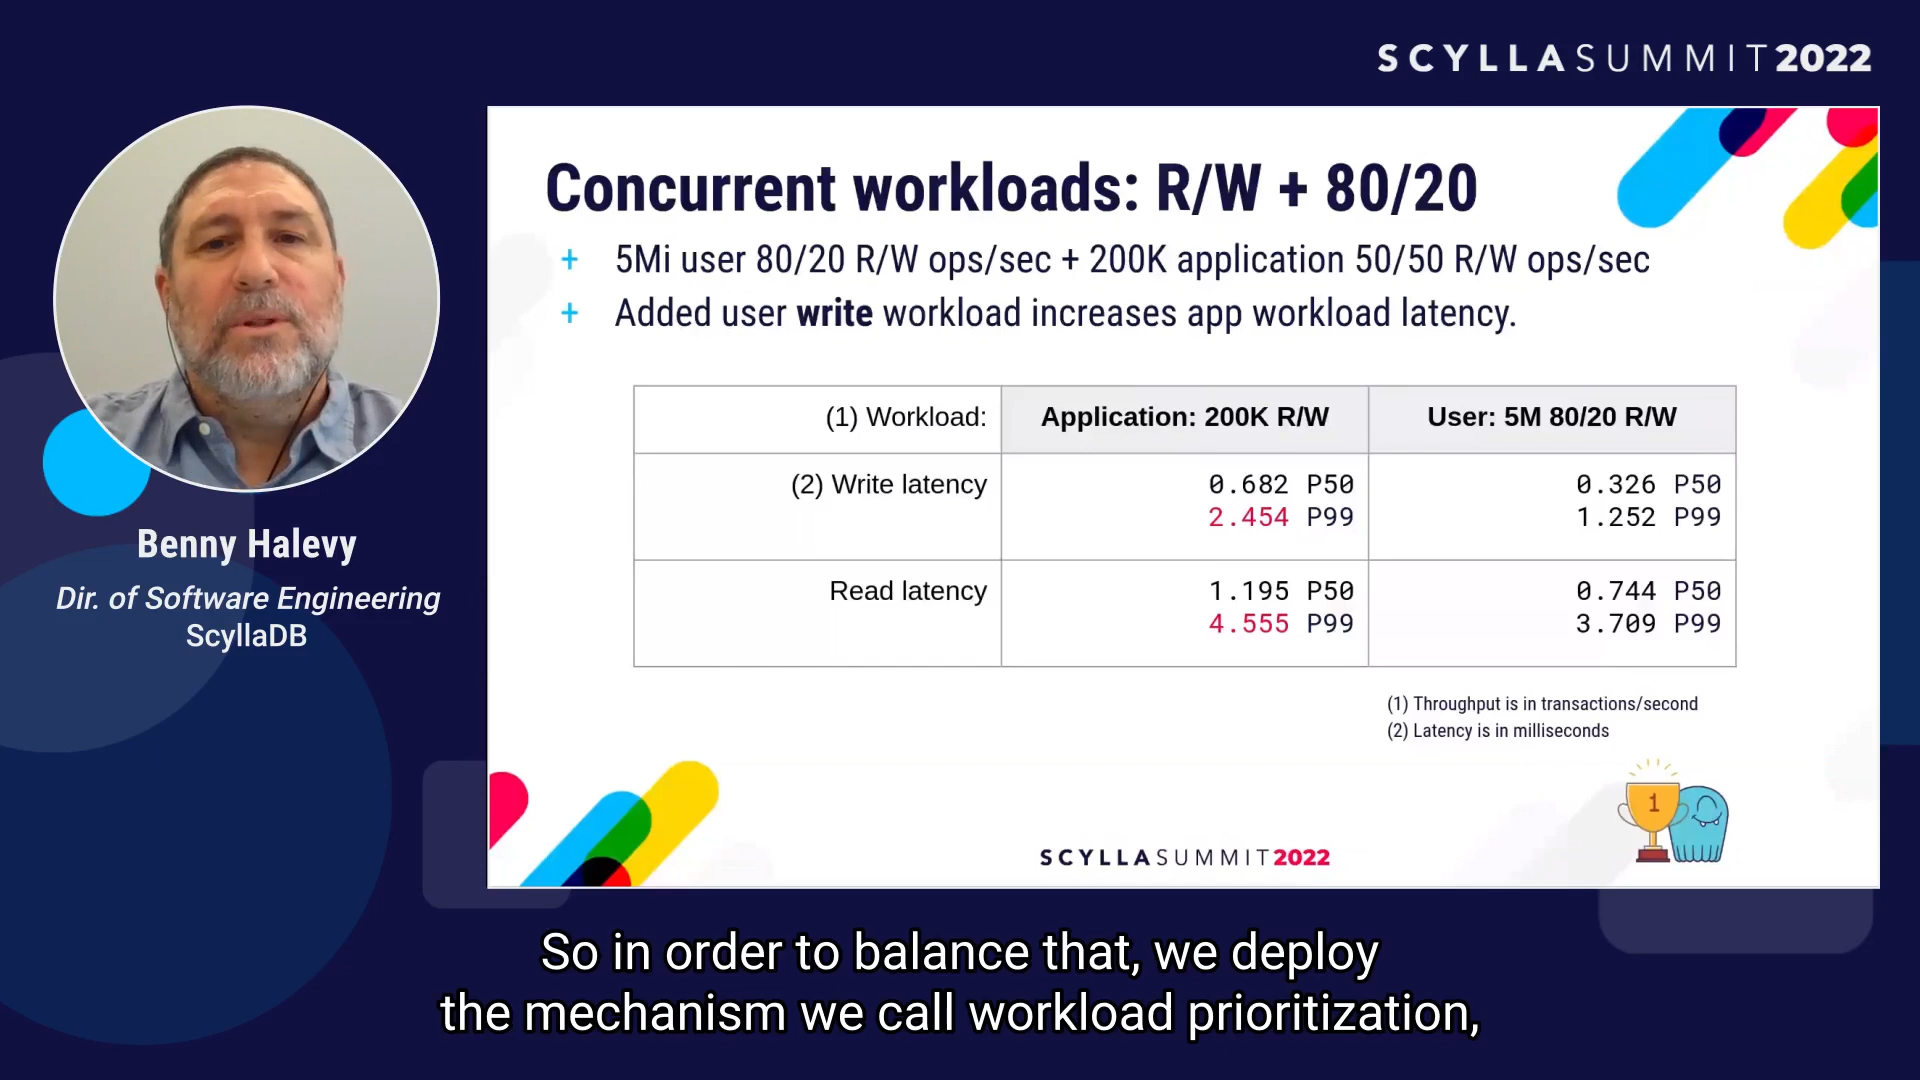 SCYLLASUMMIT2022
Concurrent workloads: R/W + 80/20
+ 5Mi user 80/20 R/W ops/sec + 200K application 50/50 R/W ops/sec
+ Added user write workload increases app workload latency.
(1) Workload: Application: 200K R/W User: 5M 80/20 R/W
(2) Write latency 0.682 P50 0.326 P50
2.454 P99 1.252 P99
Read latency 1.195 P50 0.744 P50
4.555 P99 3.709 P99
(1) Throughput is in transactions/second
(2) Latency is in milliseconds
1
SCYLLASUMMIT2022
Benny Halevy
Dir. of Software Engineering
ScyllaDB
So in order to balance that, we deploy
the mechanism we call workload prioritization,